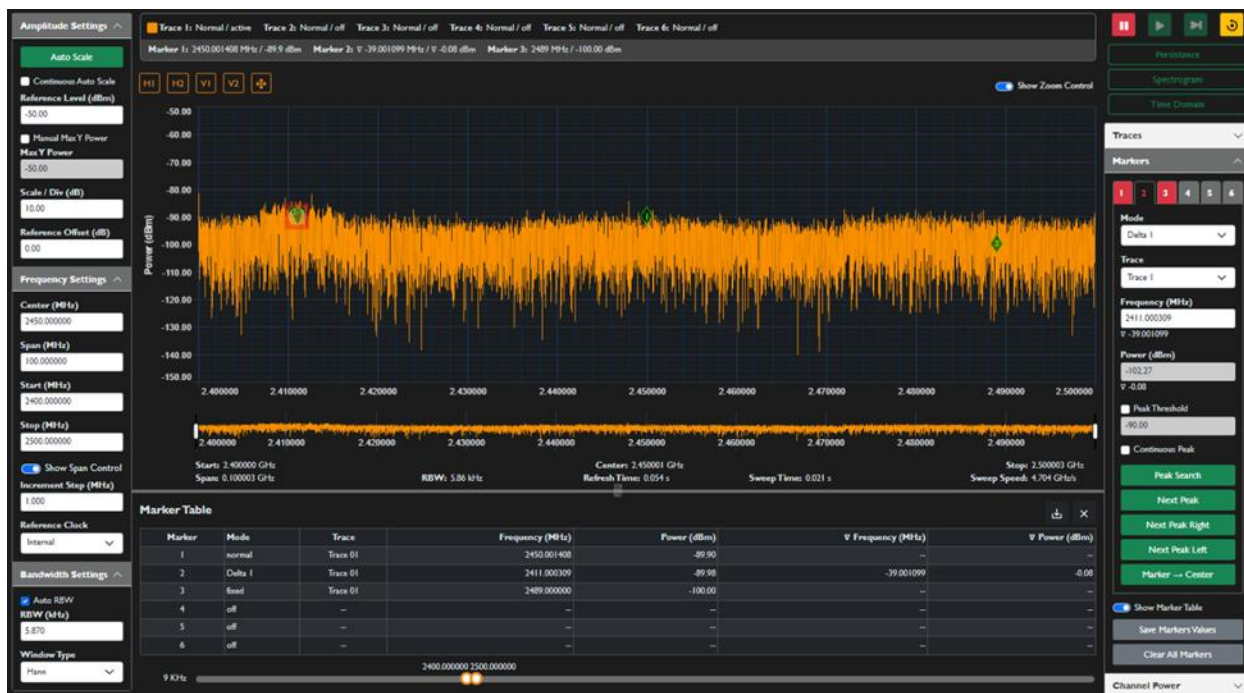 Amplitude Settings
Auto Scale
Continuous Auto Scale
Reference Level (dBm)
-50.00
Manual Max Y Power
Max Y Power
-50.00
Scale / Div (dB)
10.00
Reference Offset (dB)
0.00
Frequency Settings
Center (MHz)
2450.000000
Span (MHz)
100.000000
Start (MHz)
2400.000000
Stop (MHz)
2500.000000
Show Span Control
Increment Step (MHz)
1.000
Reference Clock
Internal
Bandwidth Settings
Auto RBW
RBW (kHz)
5.870
Window Type
Hann
Trace 1: Normal / active Trace 2: Normal / off Trace 3: Normal / off Trace 4: Normal / off Trace 5: Normal / off Trace 6: Normal / off
Marker 1: 2450.001408 MHz / -89.9 dBm Marker 2: ∇ -39.001099 MHz / ∇ -0.08 dBm Marker 3: 2489 MHz / -100.00 dBm
H1 H2 V1 V2
Show Zoom Control
Power (dBm)
-50.00
-60.00
-70.00
-80.00
-90.00
-100.00
-110.00
-120.00
-130.00
-140.00
-150.00
1
3
2.400000 2.410000 2.420000 2.430000 2.440000 2.450000 2.460000 2.470000 2.480000 2.490000 2.500000
2.400000 2.410000 2.420000 2.430000 2.440000 2.450000 2.460000 2.470000 2.480000 2.490000
Start: 2.400000 GHz Center: 2.450001 GHz Stop: 2.500003 GHz
Span: 0.100003 GHz RBW: 5.86 kHz Refresh Time: 0.054 s Sweep Time: 0.021 s Sweep Speed: 4.704 GHz/s
Marker Table
Marker Mode Trace Frequency (MHz) Power (dBm) ∇ Frequency (MHz) ∇ Power (dBm)
1 normal Trace 01 2450.001408 -89.90 -- --
2 Delta 1 Trace 01 2411.000309 -89.98 -39.001099 -0.08
3 fixed Trace 01 2489.000000 -100.00 -- --
4 off -- -- -- -- --
5 off -- -- -- -- --
6 off -- -- -- -- --
2400.000000 2500.000000
9 KHz
Persistence
Spectrogram
Time Domain
Traces
Markers
1 2 3 4 5 6
Mode
Delta 1
Trace
Trace 1
Frequency (MHz)
2411.000309
∇ -39.001099
Power (dBm)
-102.27
∇ -0.08
Peak Threshold
-90.00
Continuous Peak
Peak Search
Next Peak
Next Peak Right
Next Peak Left
Marker → Center
Show Marker Table
Save Markers Values
Clear All Markers
Channel Power